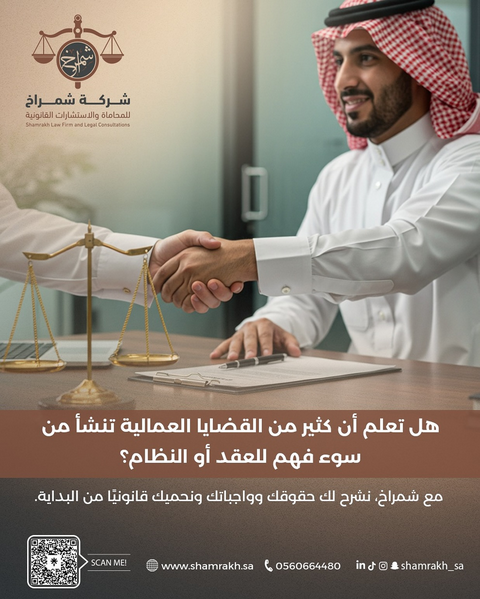 شمراخ
شركة شمراخ
للمحاماة والاستشارات القانونية
Shamrakh Law Firm and Legal Consultations
هل تعلم أن كثير من القضايا العمالية تنشأ من
سوء فهم للعقد أو النظام؟
مع شمراخ، نشرح لك حقوقك وواجباتك ونحميك قانونيًا من البداية.
SCAN ME!
www.shamrakh.sa
0560664480
shamrakh_sa